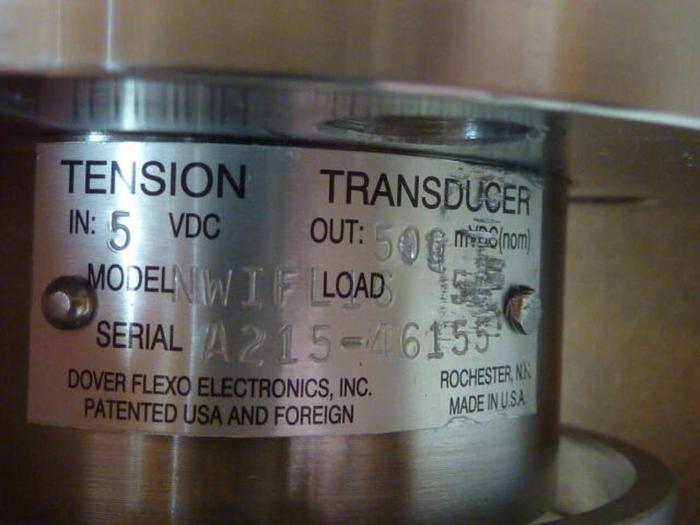 TENSION TRANSDUCER
IN: 5 VDC OUT: 500 mVDC(nom)
MODEL LOAD
SERIAL A215-46155
DOVER FLEXO ELECTRONICS, INC. ROCHESTER, N.H.
PATENTED USA AND FOREIGN MADE IN U.S.A.